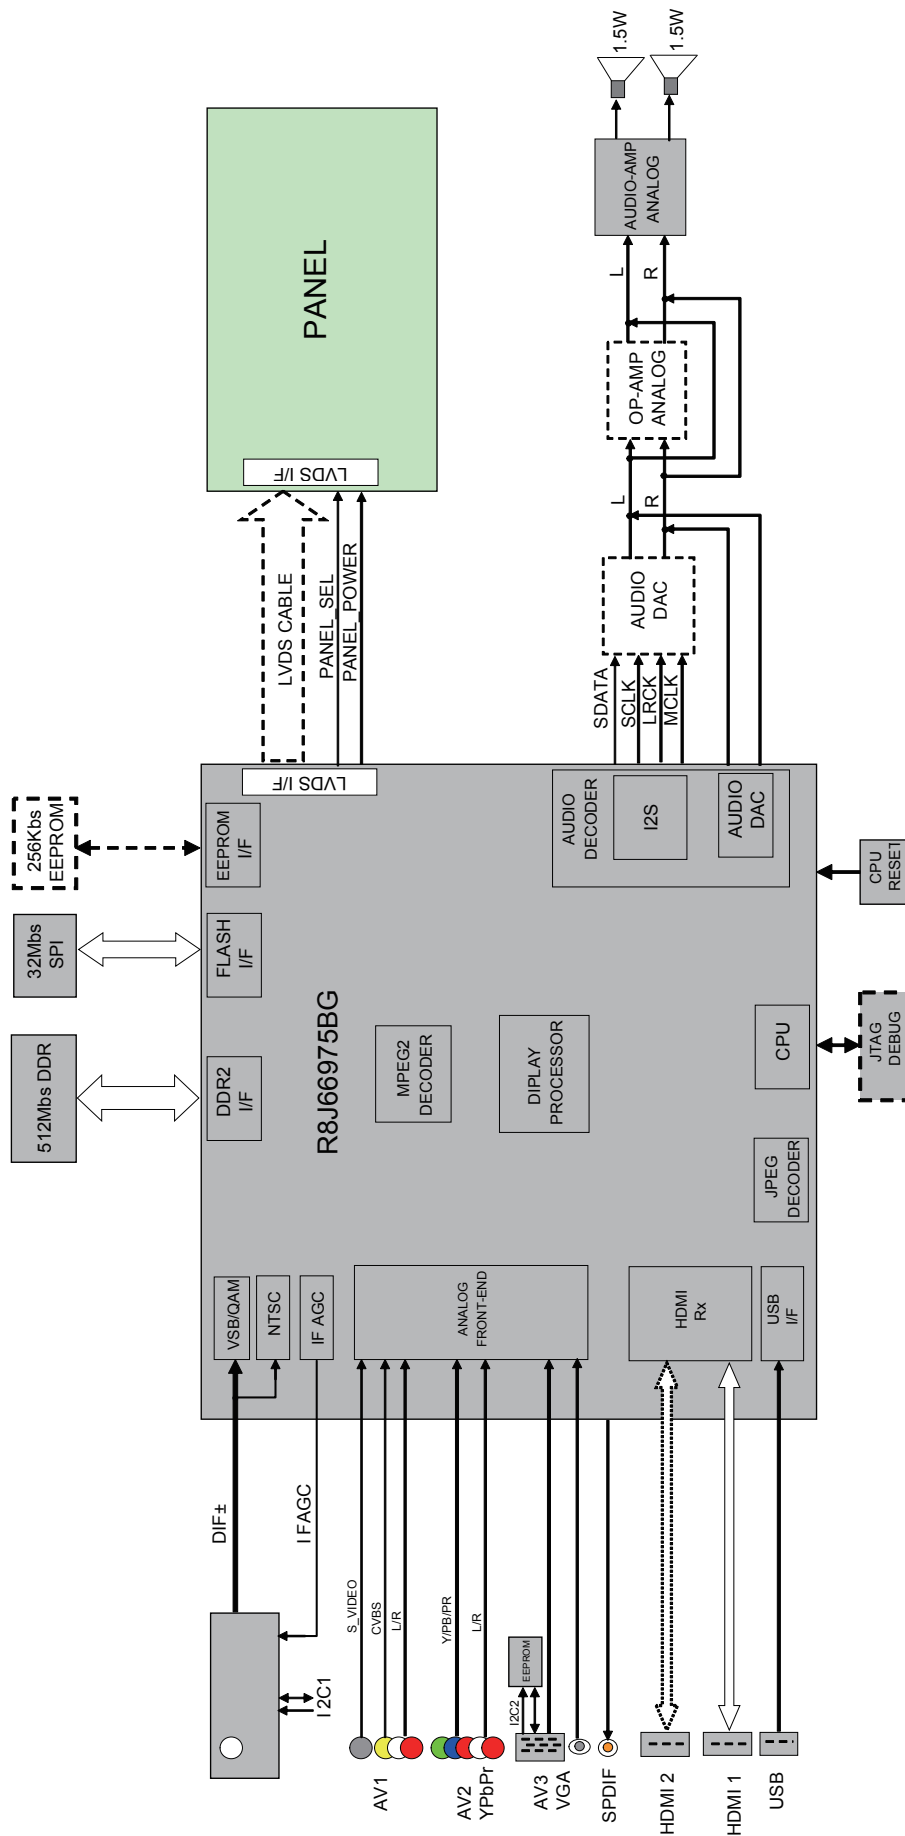 1.5W
1.5W
AUDIO-AMP
ANALOG
L
R
OP-AMP
ANALOG
L
R
AUDIO
DAC
SDATA
SCLK
LRCK
MCLK
PANEL
LVDS I/F
LVDS CABLE
PANEL_SEL
PANEL_POWER
LVDS I/F
256Kbs
EEPROM
EEPROM
I/F
32Mbs
SPI
FLASH
I/F
512Mbs DDR
DDR2
I/F
R8J66975BG
MPEG2
DECODER
DIPLAY
PROCESSOR
AUDIO
DECODER
I2S
AUDIO
DAC
CPU
RESET
CPU
JTAG
DEBUG
JPEG
DECODER
VSB/QAM
NTSC
IF AGC
ANALOG
FRONT-END
HDMI
Rx
USB
I/F
DIF±
I FAGC
I2C1
S_VIDEO
CVBS
L/R
AV1
Y/PB/PR
L/R
AV2
YPbPr
EEPROM
I2C2
AV3
VGA
SPDIF
HDMI 2
HDMI 1
USB